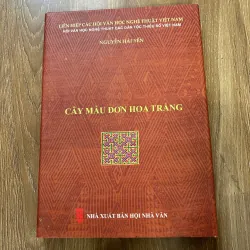 LIÊN HIỆP CÁC HỘI VĂN HỌC NGHỆ THUẬT VIỆT NAM
HỘI VĂN HỌC NGHỆ THUẬT CÁC DÂN TỘC THIỂU SỐ VIỆT NAM
NGUYỄN HẢI YẾN
CÂY MẪU ĐƠN HOA TRẮNG
NHÀ XUẤT BẢN HỘI NHÀ VĂN